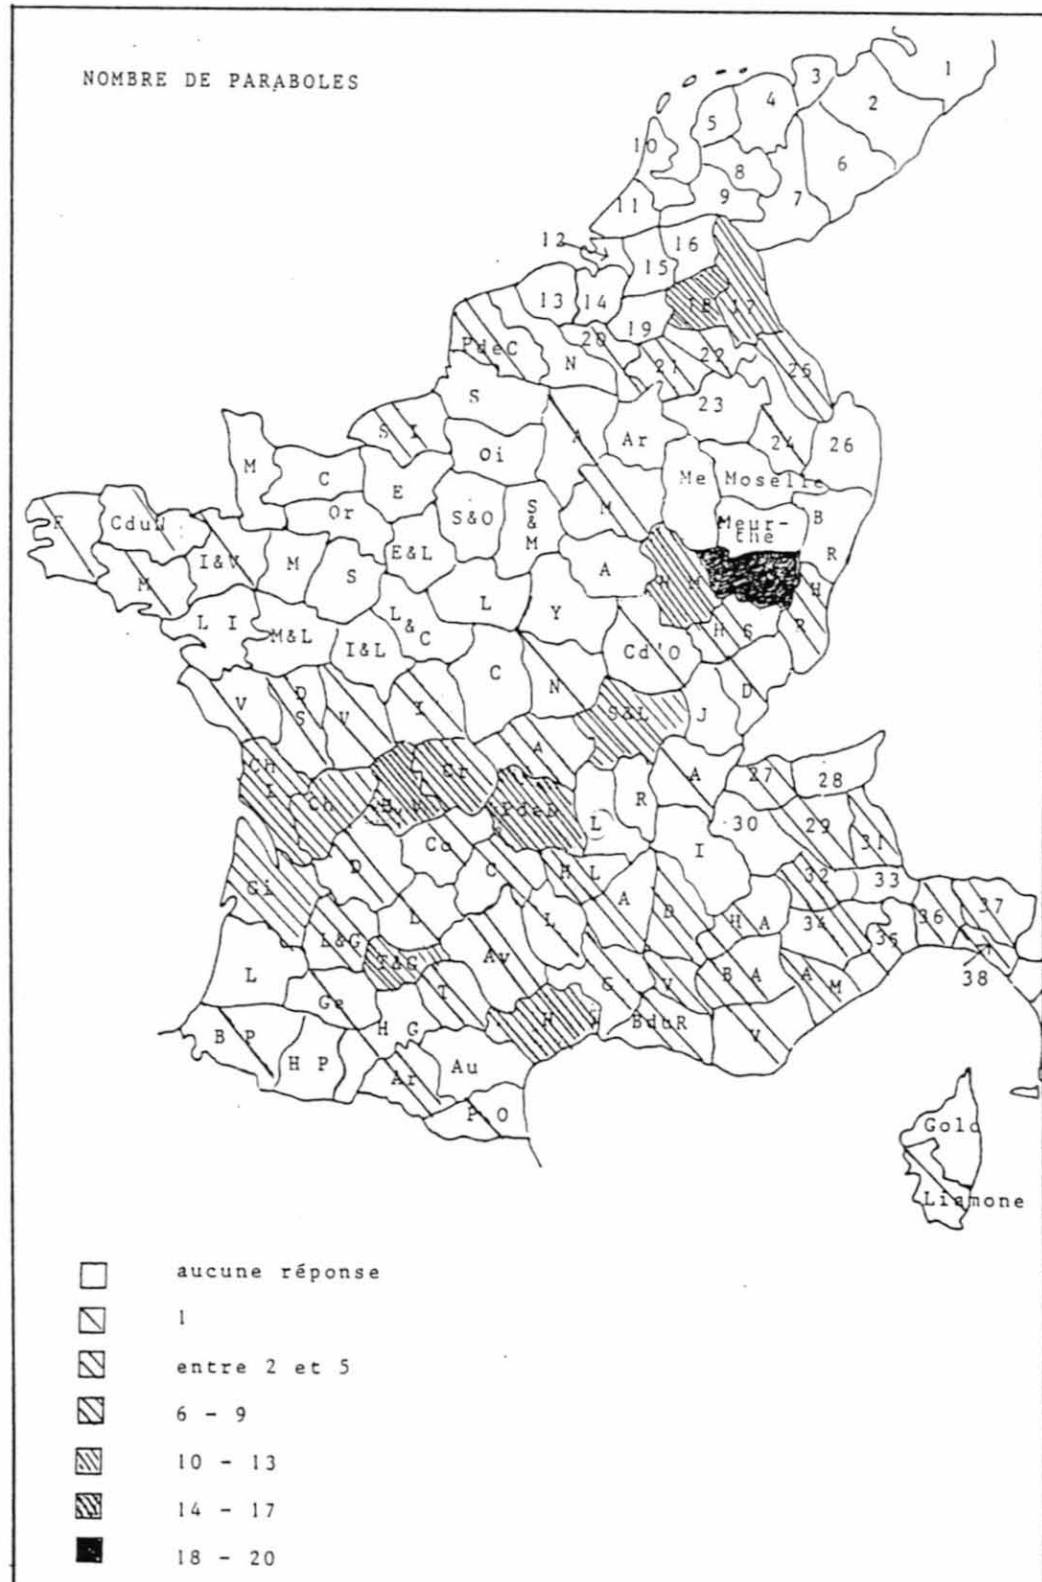 NOMBRE DE PARABOLES
1
3
2
4
5
10
6
8
7
9
11
12
16
15
13
14
17
19
20
PdeC
22
21
N
25
S
23
S I
A
Ar
Oi
24
26
M
C
E
Me
Moselle
F
CduN
Or
S&O
S & M
M
Meur-the
B R
I&V
M
E&L
A
H M
M
S
H R
L I
L
Y
H S
M&L
L & C
I&L
Cd'O
C
N
D
V
D S
V
I
S&L
J
A
CH I
Cr
A
27
28
Ch
PdeD
L
R
30
29
31
Co
I
D
C
H L
32
33
Gi
A
D
H A
34
36
37
L
L
35
L&G
Av
T&G
B A
A M
38
L
T
G
V
Ge
H
BduR
V
B P
H G
H P
Au
Ar
P O
Golo
Liamone
aucune réponse
1
entre 2 et 5
6 - 9
10 - 13
14 - 17
18 - 20